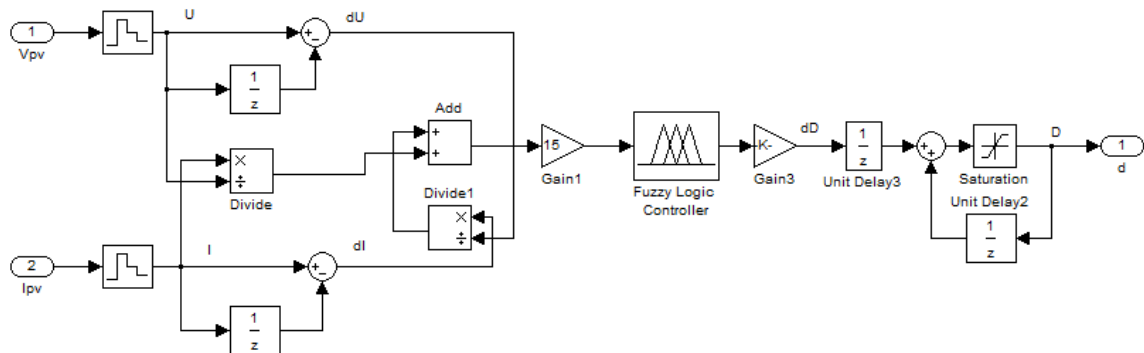 U
dU
1
Vpv
1
z
Add
+
+
×
÷
Divide
Divide1
×
÷
15
Gain1
Fuzzy Logic
Controller
-K-
Gain3
dD
1
z
Unit Delay3
+
+
Saturation
D
1
d
Unit Delay2
1
z
2
Ipv
I
dI
+
−
1
z
+
−